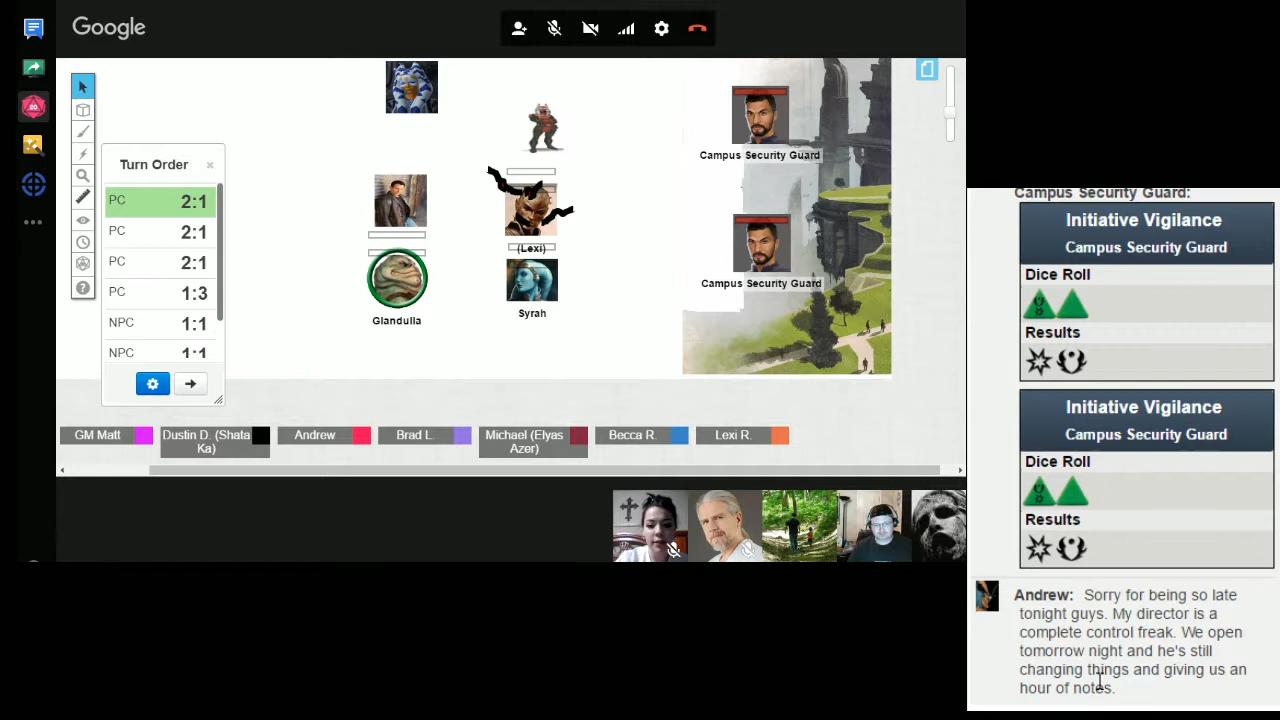 Google
Turn Order
×
PC 2:1
PC 2:1
PC 2:1
PC 1:3
NPC 1:1
NPC 1:1
20
?
Campus Security Guard
Campus Security Guard
(Lexi)
Glandulla
Syrah
GM Matt
Dustin D. (Shata
Ka)
Andrew
Brad L.
Michael (Elyas
Azer)
Becca R.
Lexi R.
Campus Security Guard:
Initiative Vigilance
Campus Security Guard
Dice Roll
Results
Initiative Vigilance
Campus Security Guard
Dice Roll
Results
Andrew: Sorry for being so late
tonight guys. My director is a
complete control freak. We open
tomorrow night and he's still
changing things and giving us an
hour of notes.